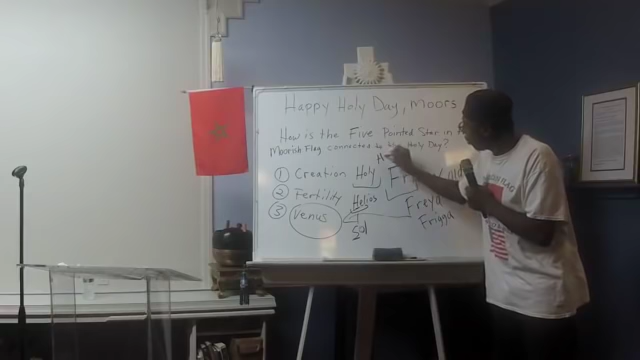 Happy Holy Day, Moors
How is the Five Pointed Star in
Moorish Flag connected to the Holy Day?
① Creation Holy
② Fertility Helios
③ Venus Sol
Freya
Frigga